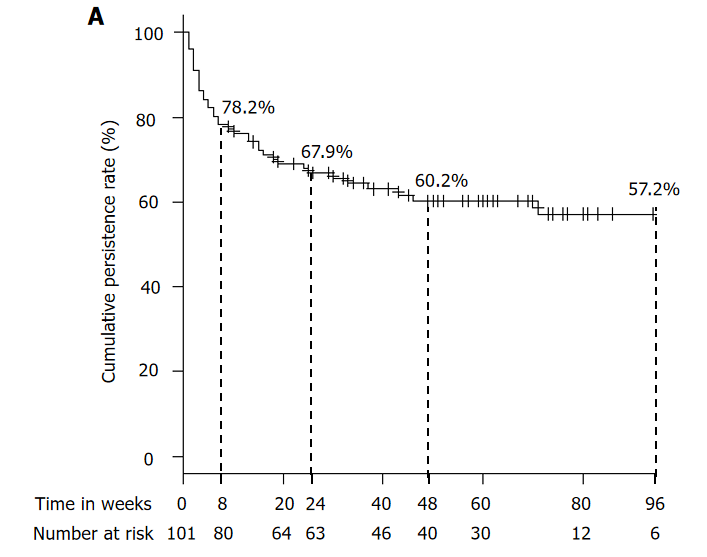 A
100
78.2%
80
67.9%
60.2%
57.2%
60
Cumulative persistence rate (%)
40
20
0
Time in weeks 0 8 20 24 40 48 60 80 96
Number at risk 101 80 64 63 46 40 30 12 6